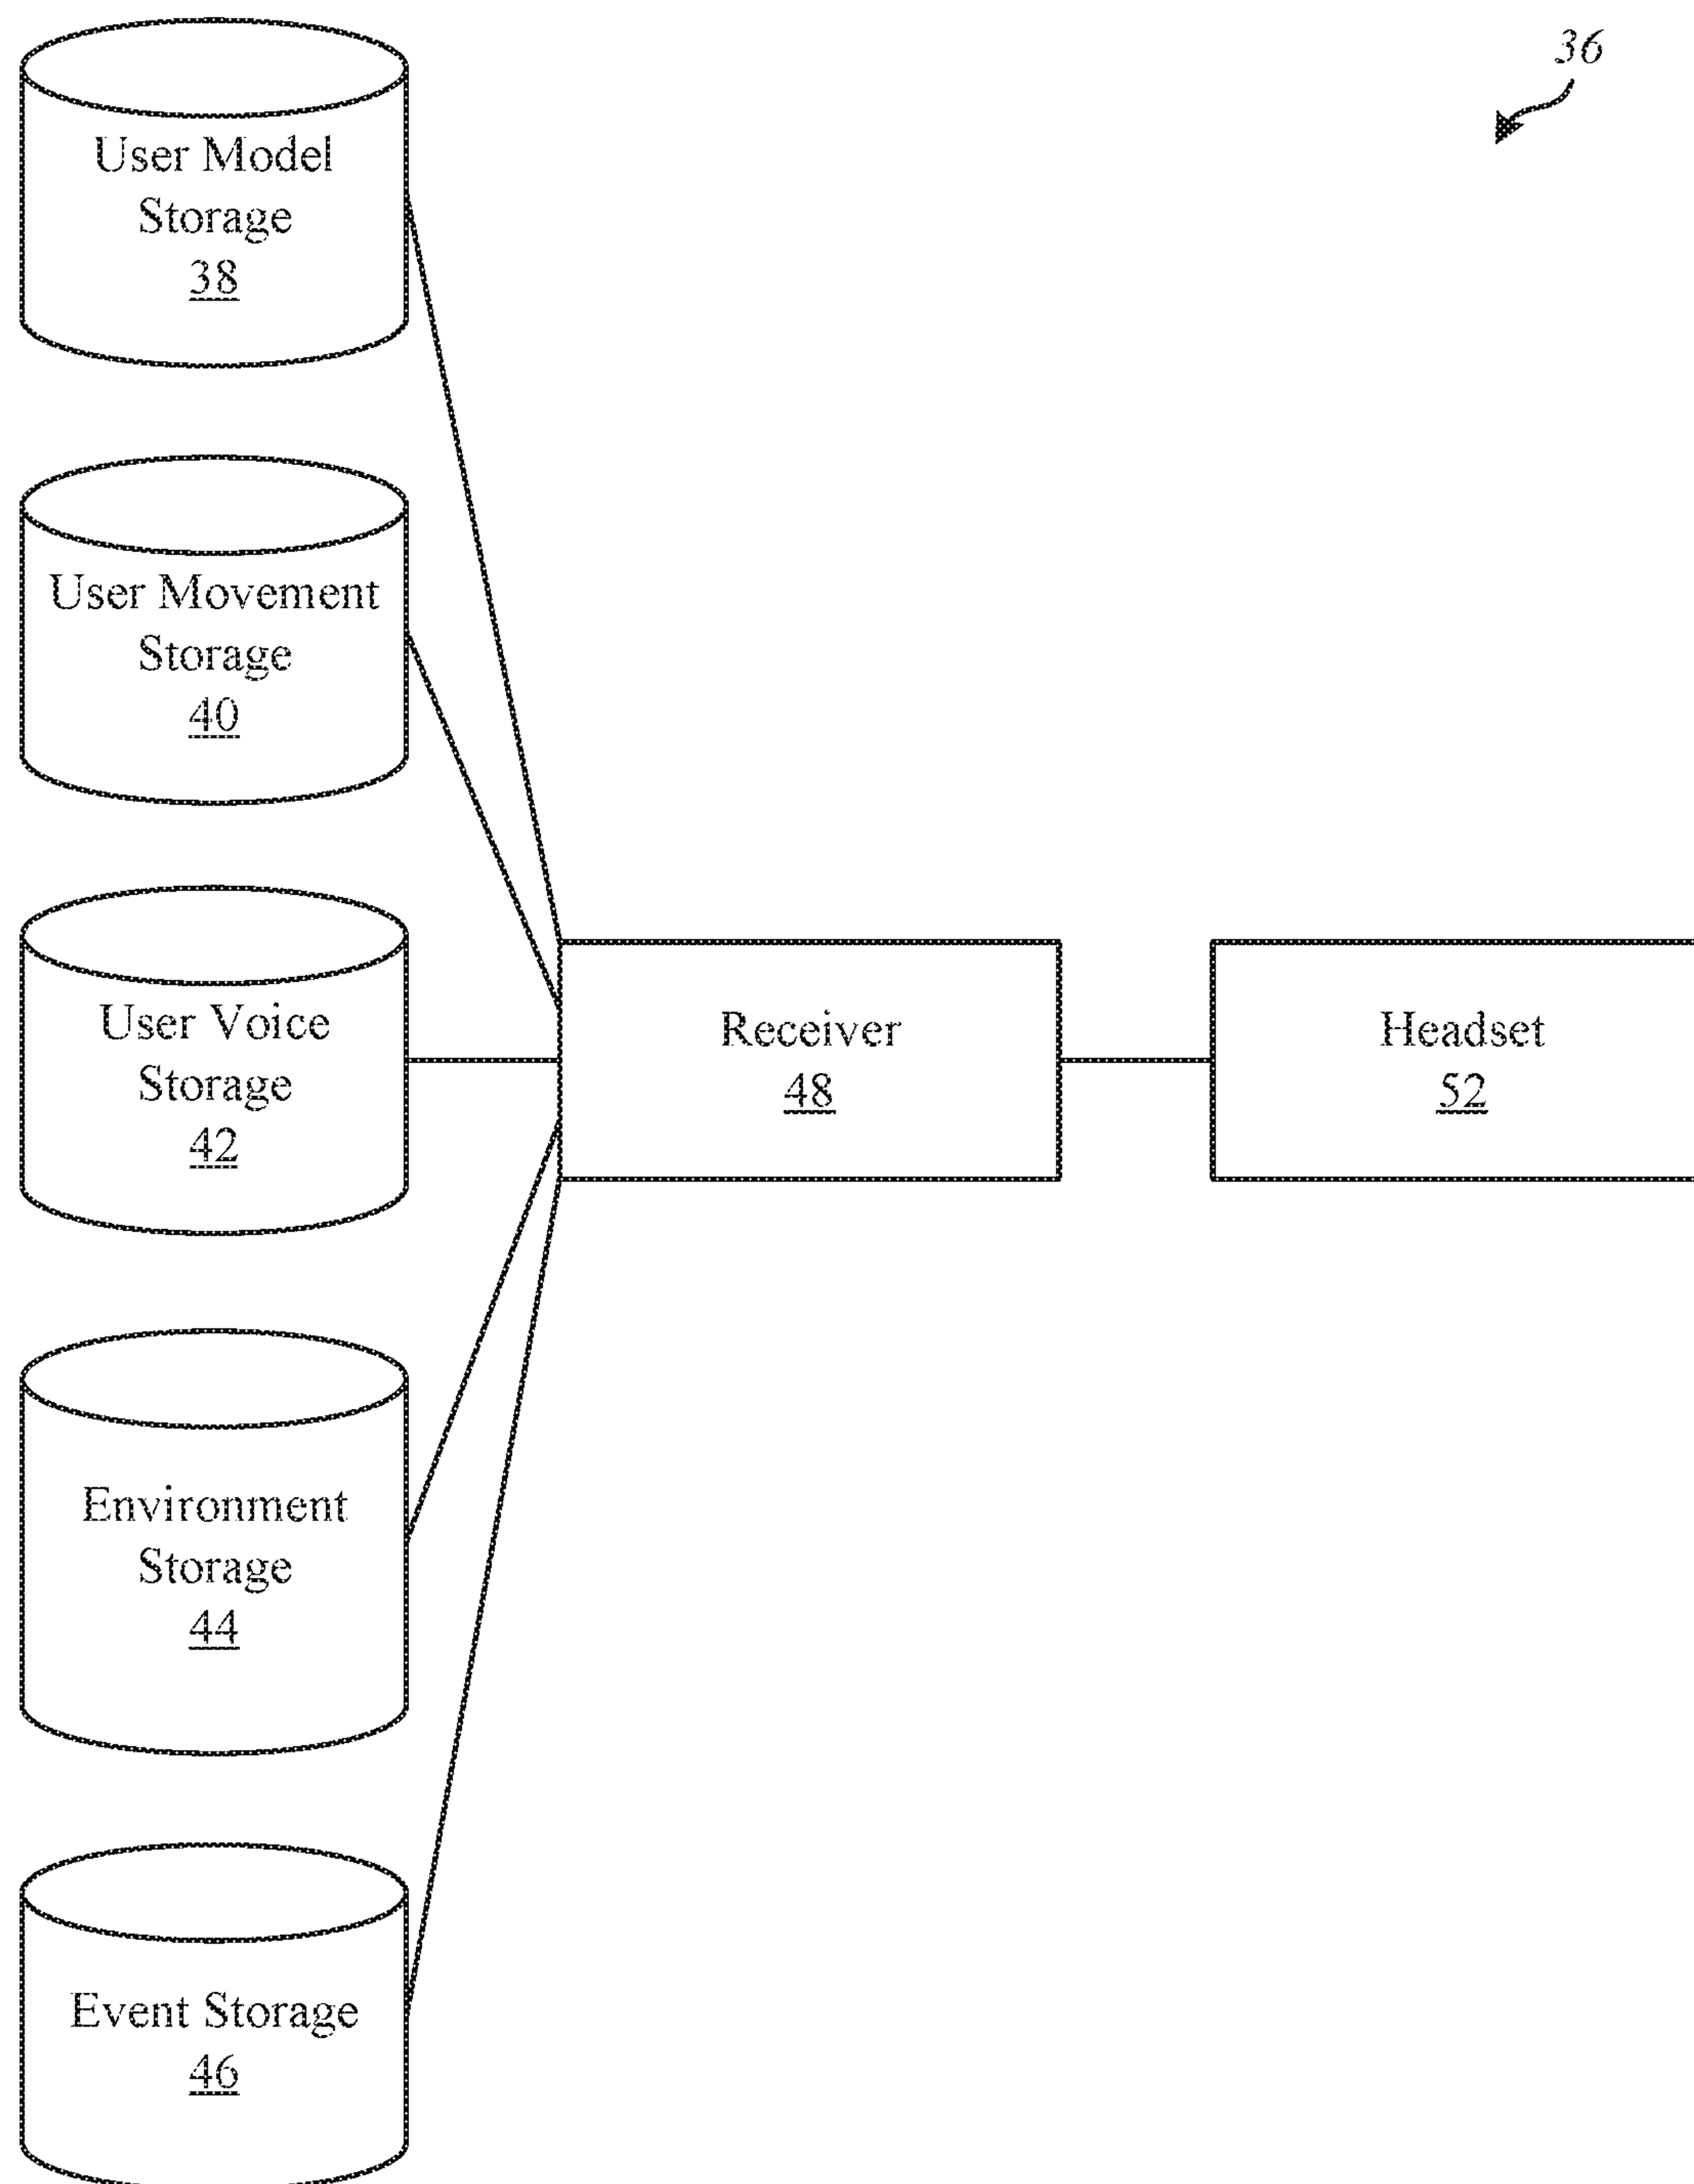 36
User Model
Storage
38
User Movement
Storage
40
User Voice
Storage
42
Receiver
48
Headset
52
Environment
Storage
44
Event Storage
46